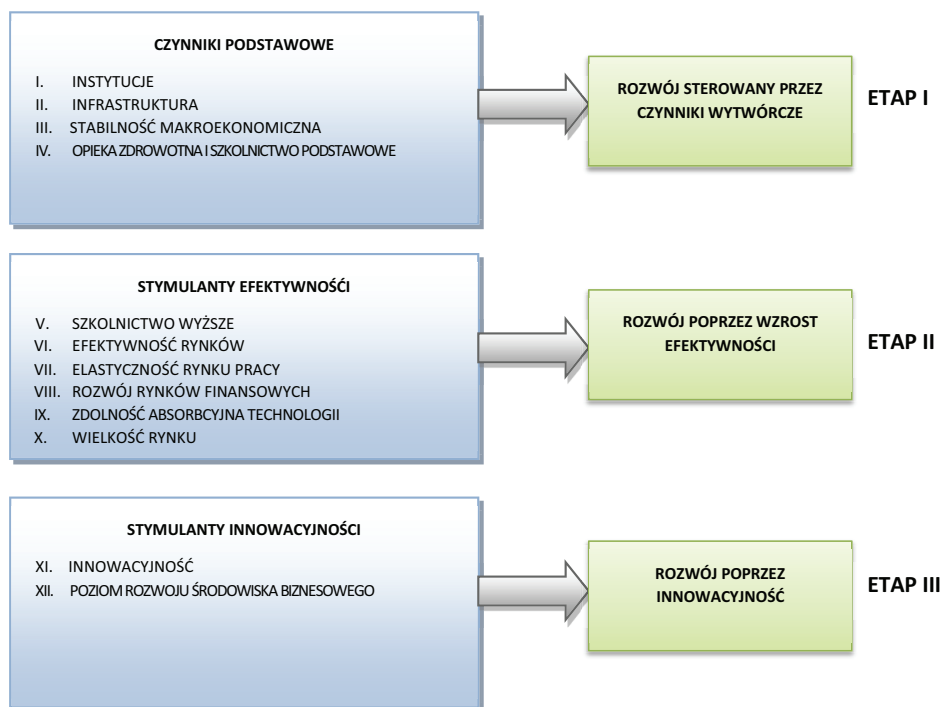 CZYNNIKI PODSTAWOWE
I. INSTYTUCJE
II. INFRASTRUKTURA
III. STABILNOŚĆ MAKROEKONOMICZNA
IV. OPIEKA ZDROWOTNA I SZKOLNICTWO PODSTAWOWE
ROZWÓJ STEROWANY PRZEZ
CZYNNIKI WYTWÓRCZE
ETAP I
STYMULANTY EFEKTYWNOŚĆI
V. SZKOLNICTWO WYŻSZE
VI. EFEKTYWNOŚĆ RYNKÓW
VII. ELASTYCZNOŚĆ RYNKU PRACY
VIII. ROZWÓJ RYNKÓW FINANSOWYCH
IX. ZDOLNOŚĆ ABSORBCYJNA TECHNOLOGII
X. WIELKOŚĆ RYNKU
ROZWÓJ POPRZEZ WZROST
EFEKTYWNOŚCI
ETAP II
STYMULANTY INNOWACYJNOŚCI
XI. INNOWACYJNOŚĆ
XII. POZIOM ROZWOJU ŚRODOWISKA BIZNESOWEGO
ROZWÓJ POPRZEZ
INNOWACYJNOŚĆ
ETAP III